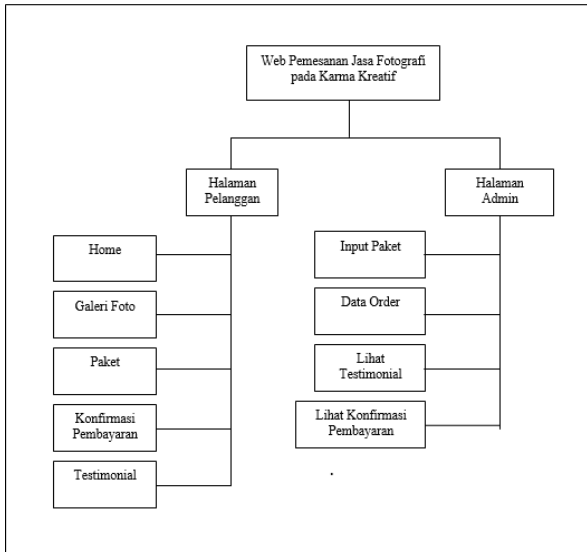 Web Pemesanan Jasa Fotografi
pada Karma Kreatif
Halaman
Pelanggan
Home
Galeri Foto
Paket
Konfirmasi
Pembayaran
Testimonial
Halaman
Admin
Input Paket
Data Order
Lihat
Testimonial
Lihat Konfirmasi
Pembayaran